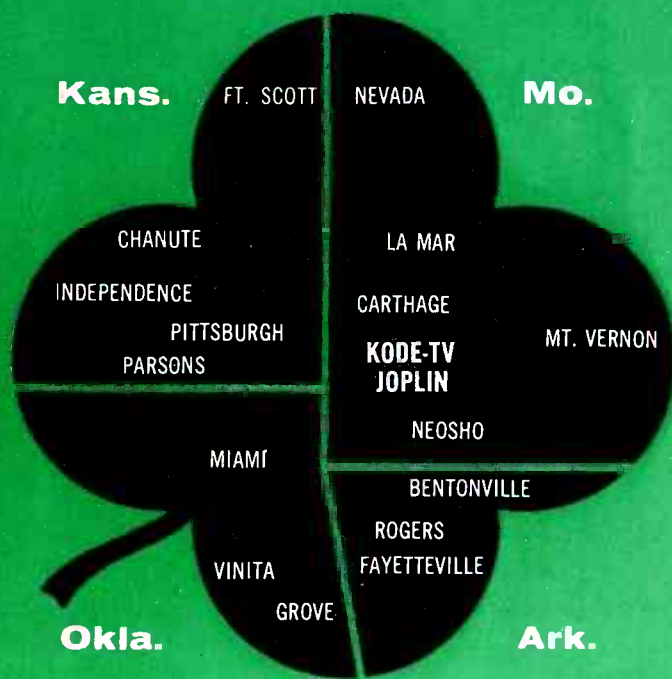 Kans.
FT. SCOTT
NEVADA
Mo.
CHANUTE
LA MAR
INDEPENDENCE
CARTHAGE
PITTSBURGH
MT. VERNON
PARSONS
KODE-TV
JOPLIN
NEOSHO
MIAMI
BENTONVILLE
ROGERS
VINITA
FAYETTEVILLE
GROVE
Okla.
Ark.